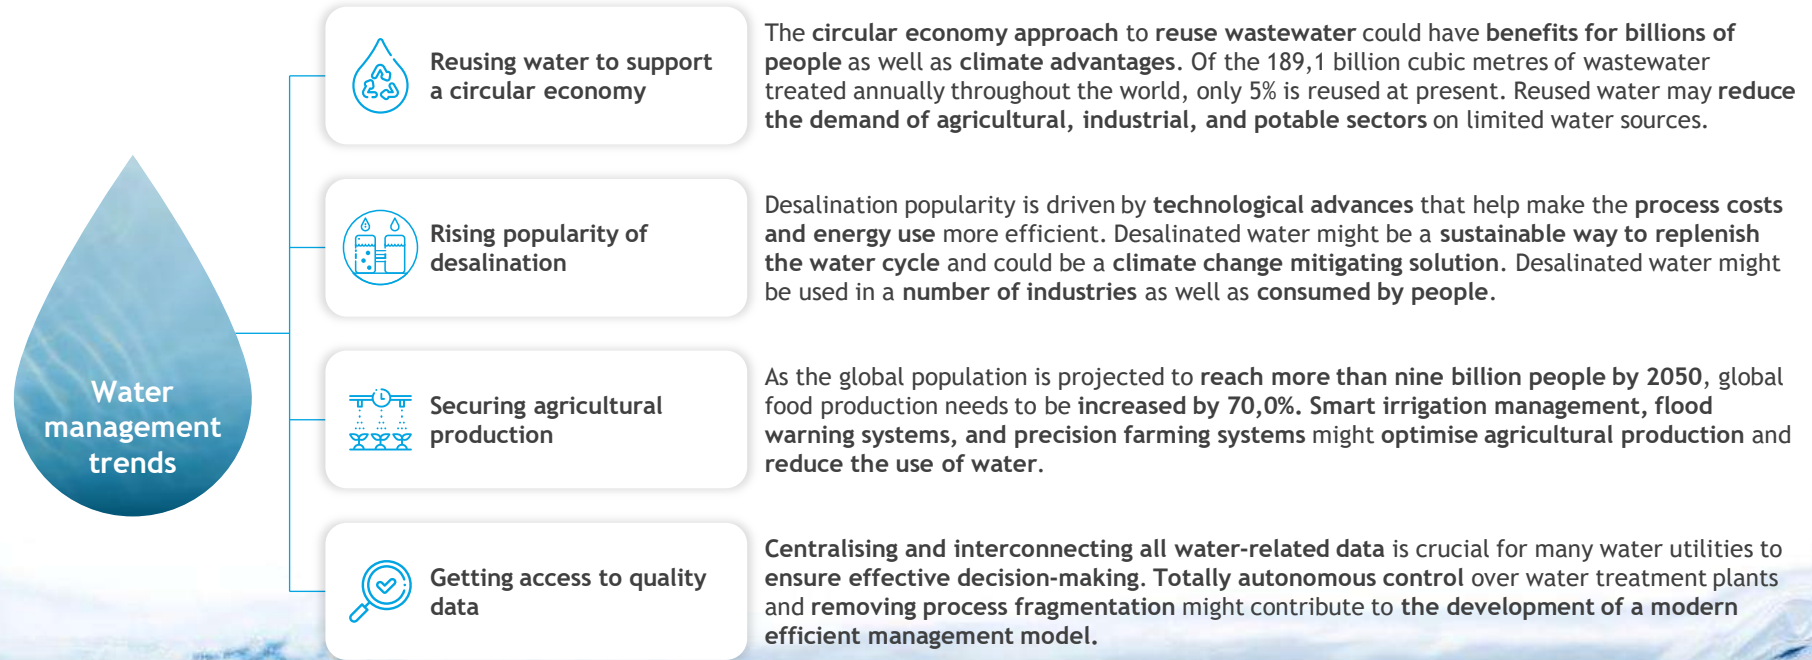 Water
management
trends
Reusing water to support
a circular economy
The circular economy approach to reuse wastewater could have benefits for billions of
people as well as climate advantages. Of the 189,1 billion cubic metres of wastewater
treated annually throughout the world, only 5% is reused at present. Reused water may reduce
the demand of agricultural, industrial, and potable sectors on limited water sources.
Rising popularity of
desalination
Desalination popularity is driven by technological advances that help make the process costs
and energy use more efficient. Desalinated water might be a sustainable way to replenish
the water cycle and could be a climate change mitigating solution. Desalinated water might
be used in a number of industries as well as consumed by people.
Securing agricultural
production
As the global population is projected to reach more than nine billion people by 2050, global
food production needs to be increased by 70,0%. Smart irrigation management, flood
warning systems, and precision farming systems might optimise agricultural production and
reduce the use of water.
Getting access to quality
data
Centralising and interconnecting all water-related data is crucial for many water utilities to
ensure effective decision-making. Totally autonomous control over water treatment plants
and removing process fragmentation might contribute to the development of a modern
efficient management model.